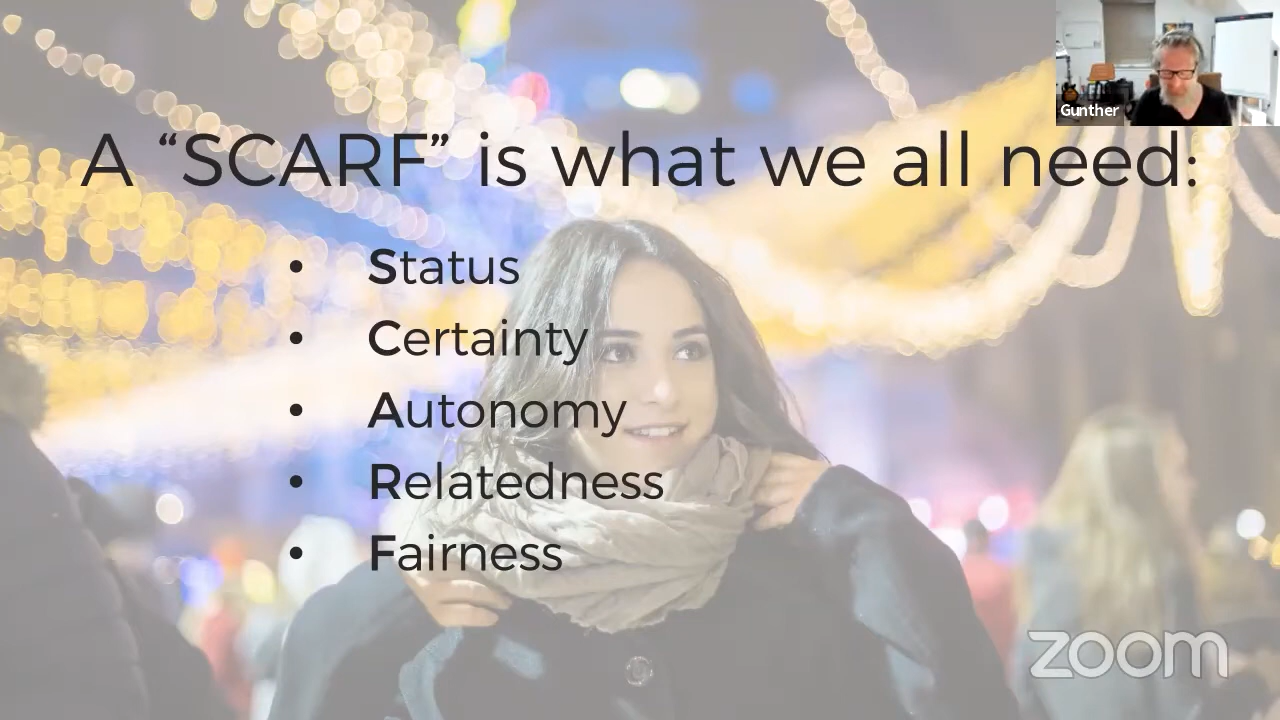 Gunther
A “SCARF” is what we all need:
• Status
• Certainty
• Autonomy
• Relatedness
• Fairness
zoom